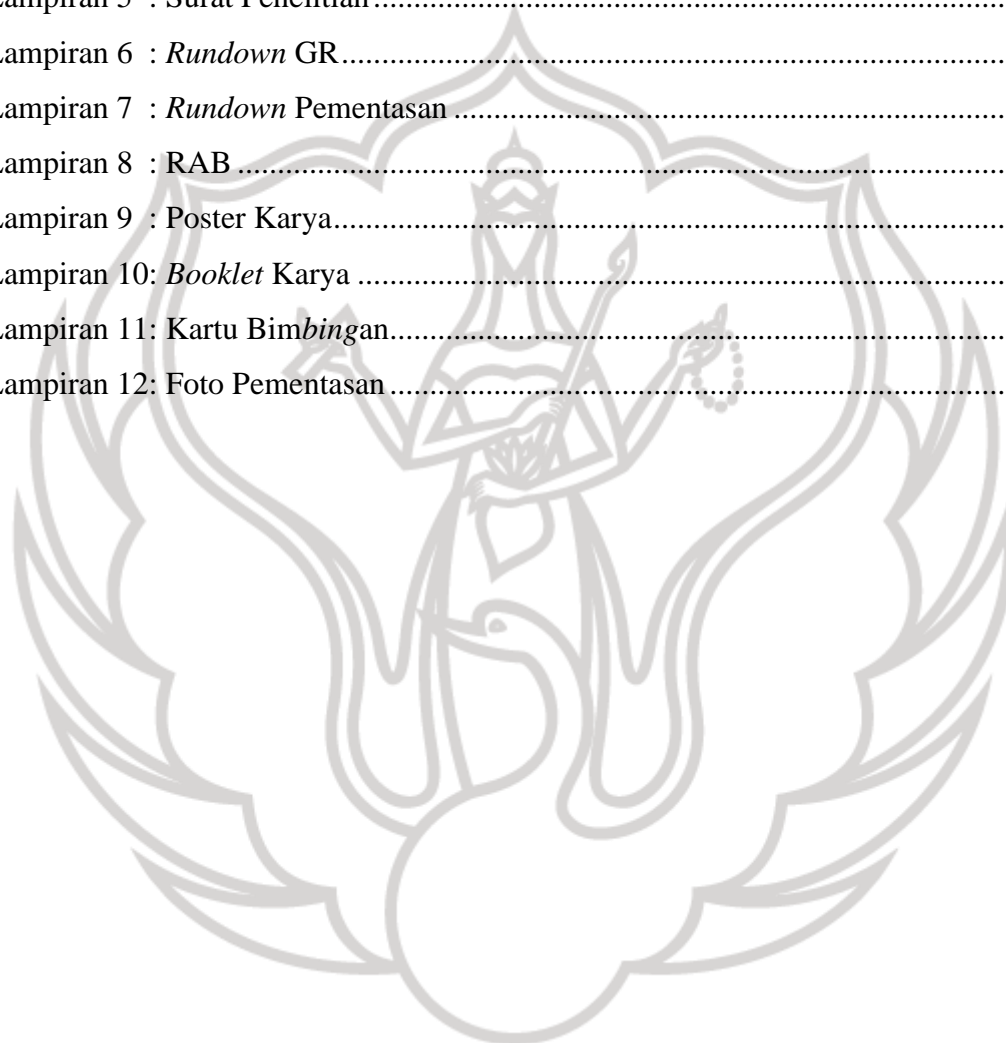 Lampiran 5 : Surat Penelitian..........
Lampiran 6 : Rundown GR..........
Lampiran 7 : Rundown Pementasan ..........
Lampiran 8 : RAB ..........
Lampiran 9 : Poster Karya..........
Lampiran 10: Booklet Karya ..........
Lampiran 11: Kartu Bimbingan..........
Lampiran 12: Foto Pementasan ..........